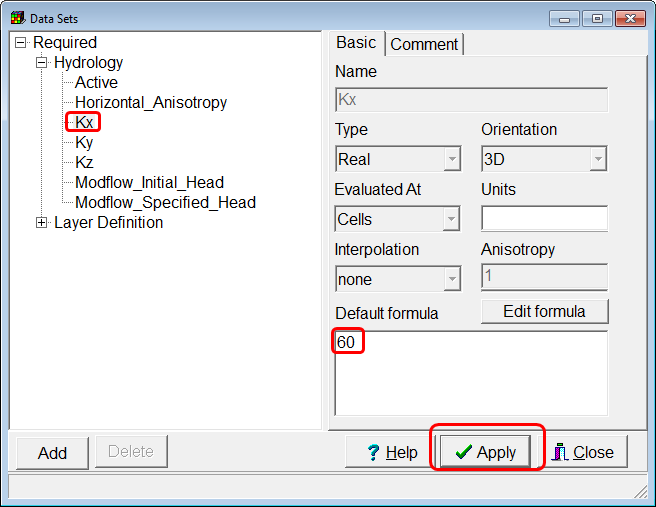 Data Sets
Required
Hydrology
Active
Horizontal_Anisotropy
Kx
Ky
Kz
Modflow_Initial_Head
Modflow_Specified_Head
Layer Definition
Basic Comment
Name
Kx
Type Orientation
Real 3D
Evaluated At Units
Cells
Interpolation Anisotropy
none 1
Default formula Edit formula
60
Add Delete ? Help Apply Close